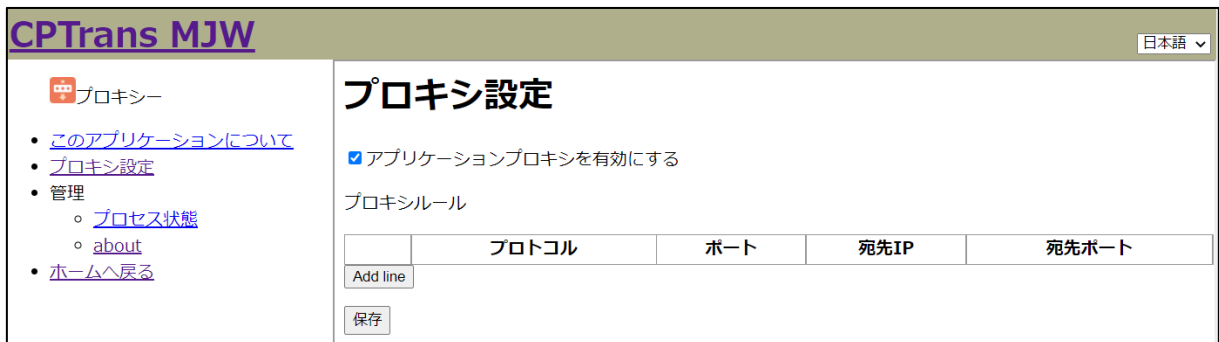 CPTrans MJW
日本語
プロキシー
このアプリケーションについて
プロキシ設定
管理
プロセス状態
about
ホームへ戻る
プロキシ設定
アプリケーションプロキシを有効にする
プロキシルール
プロトコル ポート 宛先IP 宛先ポート
Add line
保存